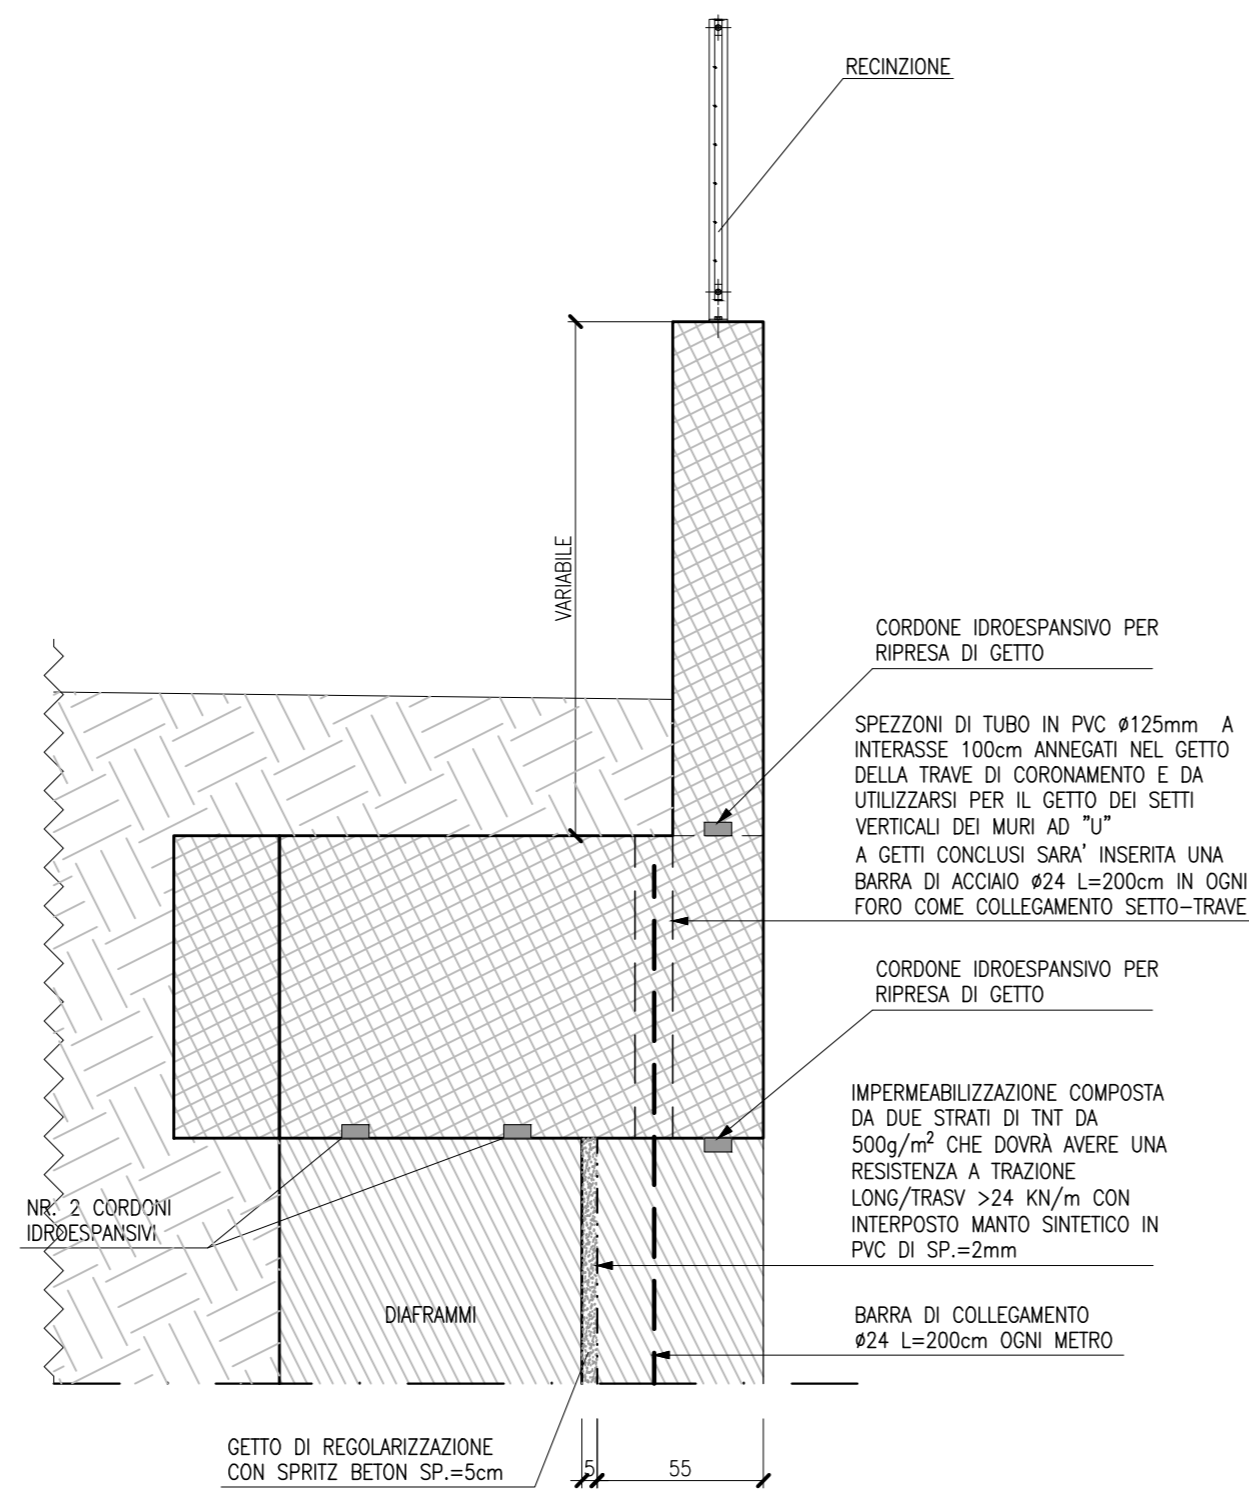 RECINZIONE
VARIABILE
CORDONE IDROESPANSIVO PER
RIPRESA DI GETTO
SPEZZONI DI TUBO IN PVC ø125mm A
INTERASSE 100cm ANNEGATI NEL GETTO
DELLA TRAVE DI CORONAMENTO E DA
UTILIZZARSI PER IL GETTO DEI SETTI
VERTICALI DEI MURI AD "U"
A GETTI CONCLUSI SARA' INSERITA UNA
BARRA DI ACCIAIO ø24 L=200cm IN OGNI
FORO COME COLLEGAMENTO SETTO-TRAVE
CORDONE IDROESPANSIVO PER
RIPRESA DI GETTO
IMPERMEABILIZZAZIONE COMPOSTA
DA DUE STRATI DI TNT DA
500g/m² CHE DOVRÀ AVERE UNA
RESISTENZA A TRAZIONE
LONG/TRASV >24 KN/m CON
INTERPOSTO MANTO SINTETICO IN
PVC DI SP.=2mm
NR. 2 CORDONI
IDROESPANSIVI
DIAFRAMMI
BARRA DI COLLEGAMENTO
ø24 L=200cm OGNI METRO
GETTO DI REGOLARIZZAZIONE
CON SPRITZ BETON SP.=5cm
5
55